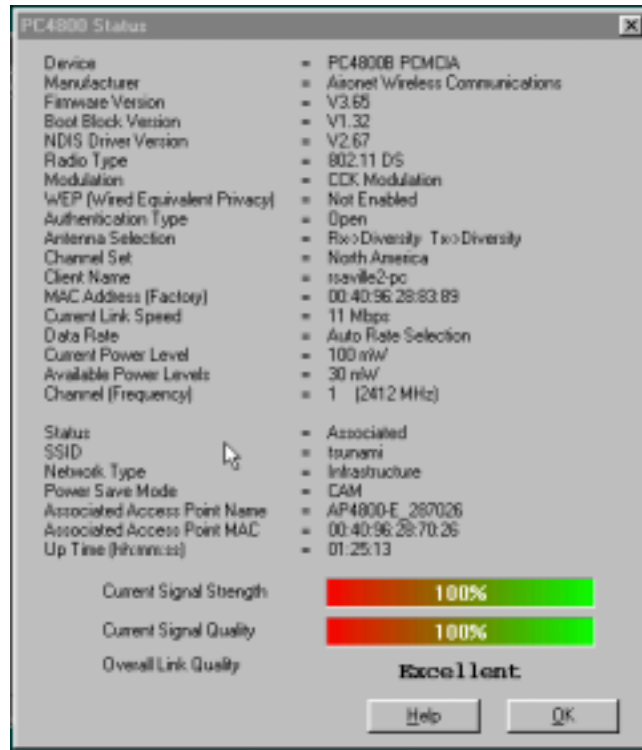 PC4800 Status
Device = PC4800B PCMCIA
Manufacturer = Aironet Wireless Communications
Firmware Version = V3.65
Boot Block Version = V1.32
NDIS Driver Version = V2.67
Radio Type = 802.11 DS
Modulation = CCK Modulation
WEP (Wired Equivalent Privacy) = Not Enabled
Authentication Type = Open
Antenna Selection = Rx->Diversity Tx->Diversity
Channel Set = North America
Client Name = rsaville2-pc
MAC Address (Factory) = 00:40:96:28:83:89
Current Link Speed = 11 Mbps
Data Rate = Auto Rate Selection
Current Power Level = 100 mW
Available Power Levels = 30 mW
Channel (Frequency) = 1 (2412 MHz)
Status = Associated
SSID = tsunami
Network Type = Infrastructure
Power Save Mode = CAM
Associated Access Point Name = AP4800-E_287026
Associated Access Point MAC = 00:40:96:28:70:26
Up Time (hh:mm:ss) = 01:25:13
Current Signal Strength 100%
Current Signal Quality 100%
Overall Link Quality Excellent
Help OK